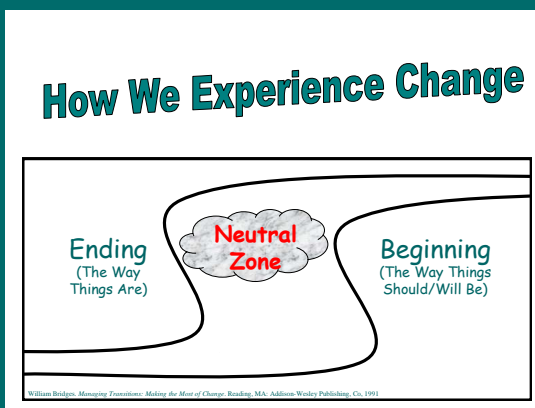 How We Experience Change
Neutral
Zone
Ending
(The Way
Things Are)
Beginning
(The Way Things
Should/Will Be)
William Bridges. Managing Transitions: Making the Most of Change. Reading, MA: Addison-Wesley Publishing, Co, 1991